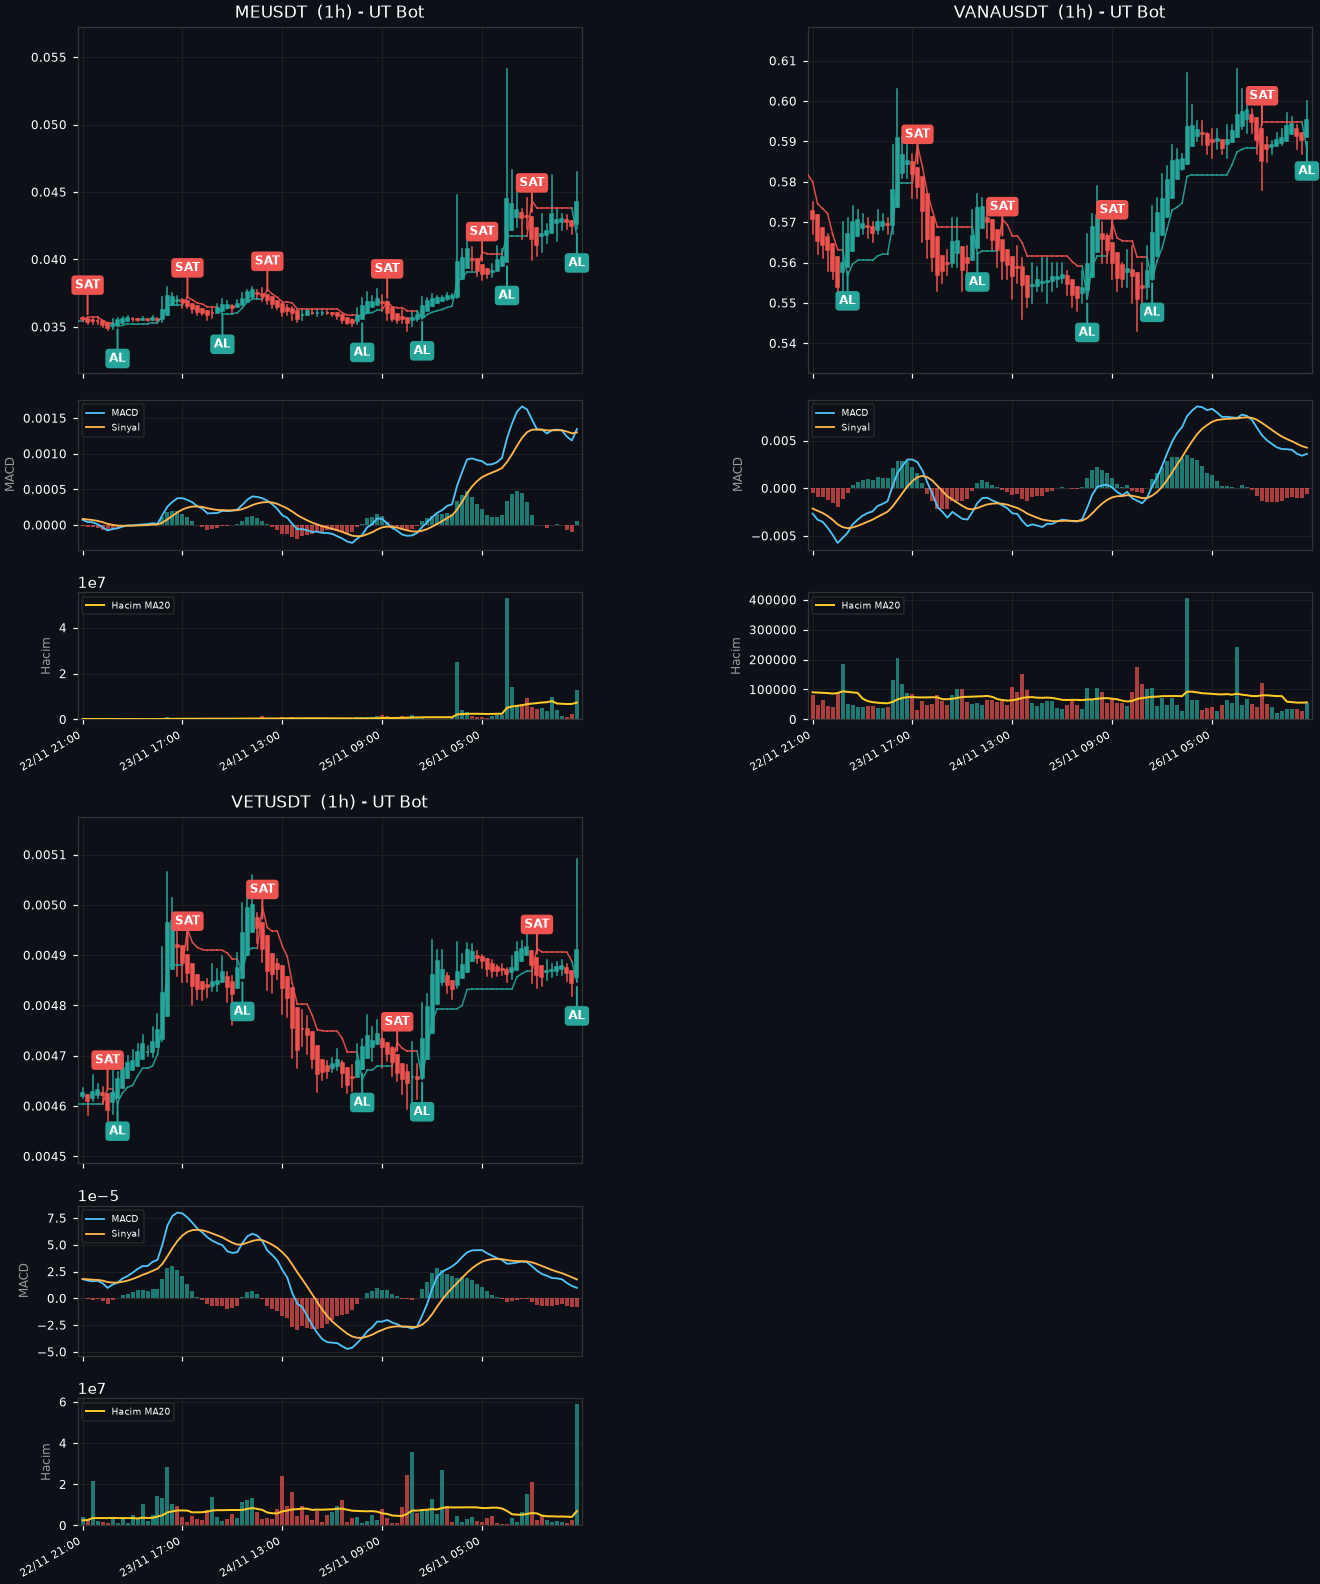 MEUSDT  (1h) - UT Bot
0.055
0.050
0.045
0.040
0.035
SAT
SAT
SAT
SAT
SAT
SAT
AL
AL
AL
AL
AL
AL
MACD
Sinyal
MACD
0.0015
0.0010
0.0005
0.0000
1e7
Hacim MA20
Hacim
4
2
0
22/11 21:00
23/11 17:00
24/11 13:00
25/11 09:00
26/11 05:00
VANAUSDT  (1h) - UT Bot
0.61
0.60
0.59
0.58
0.57
0.56
0.55
0.54
SAT
SAT
SAT
SAT
AL
AL
AL
AL
AL
MACD
Sinyal
MACD
0.005
0.000
−0.005
Hacim MA20
Hacim
400000
300000
200000
100000
0
22/11 21:00
23/11 17:00
24/11 13:00
25/11 09:00
26/11 05:00
VETUSDT  (1h) - UT Bot
0.0051
0.0050
0.0049
0.0048
0.0047
0.0046
0.0045
SAT
SAT
SAT
SAT
SAT
AL
AL
AL
AL
AL
1e−5
MACD
Sinyal
MACD
7.5
5.0
2.5
0.0
−2.5
−5.0
1e7
Hacim MA20
Hacim
6
4
2
0
22/11 21:00
23/11 17:00
24/11 13:00
25/11 09:00
26/11 05:00